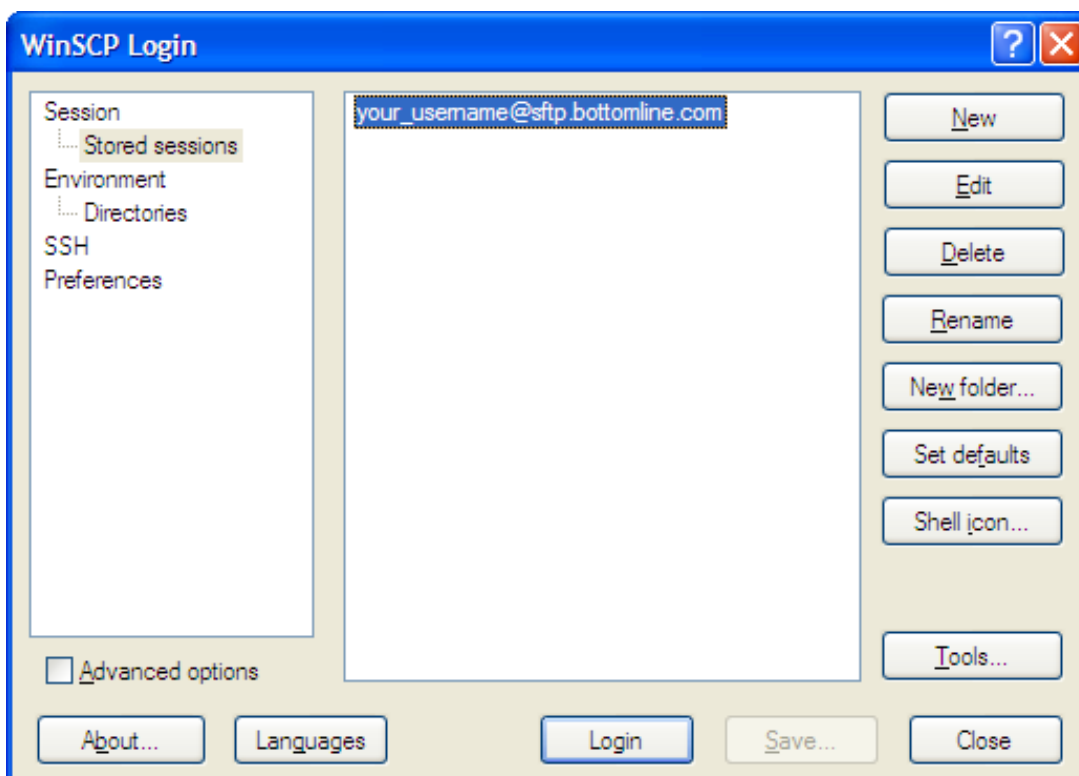 WinSCP Login
Session
Stored sessions
Environment
Directories
SSH
Preferences
your_username@sftp.bottomline.com
New
Edit
Delete
Rename
New folder...
Set defaults
Shell icon...
Tools...
Advanced options
About...
Languages
Login
Save...
Close